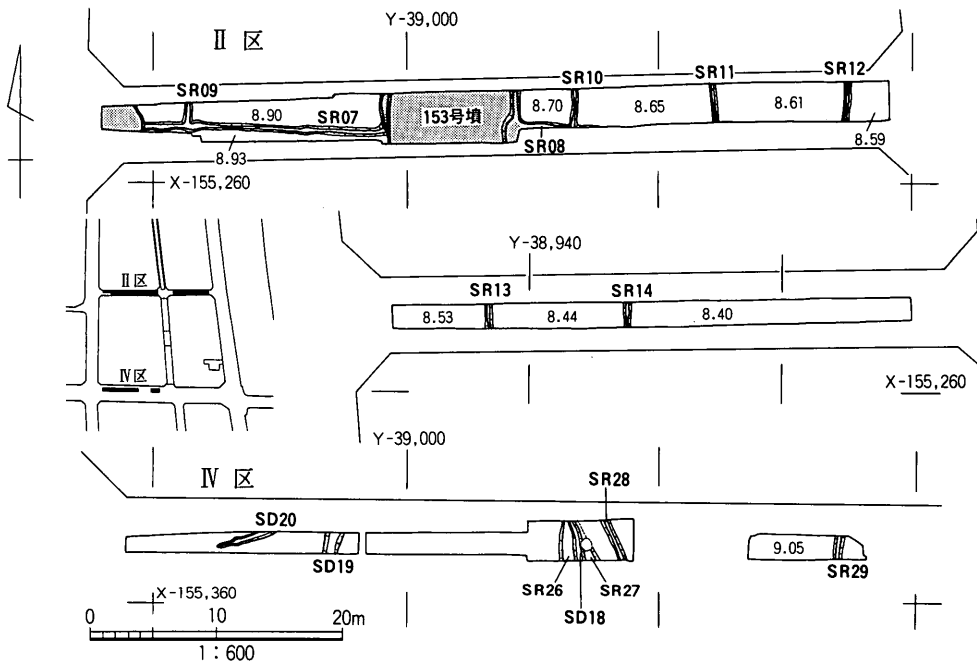 Y-39,000
Ⅱ 区
SR09
SR10
SR11
SR12
8.90
SR07
153号墳
8.70
8.65
8.61
SR08
8.93
8.59
X-155,260
Y-38,940
Ⅱ区
SR13
SR14
8.53
8.44
8.40
Ⅳ区
X-155,260
Y-39,000
Ⅳ 区
SR28
SD20
SD19
9.05
SR26
SR27
SR29
SD18
X-155,360
0
10
20m
1：600